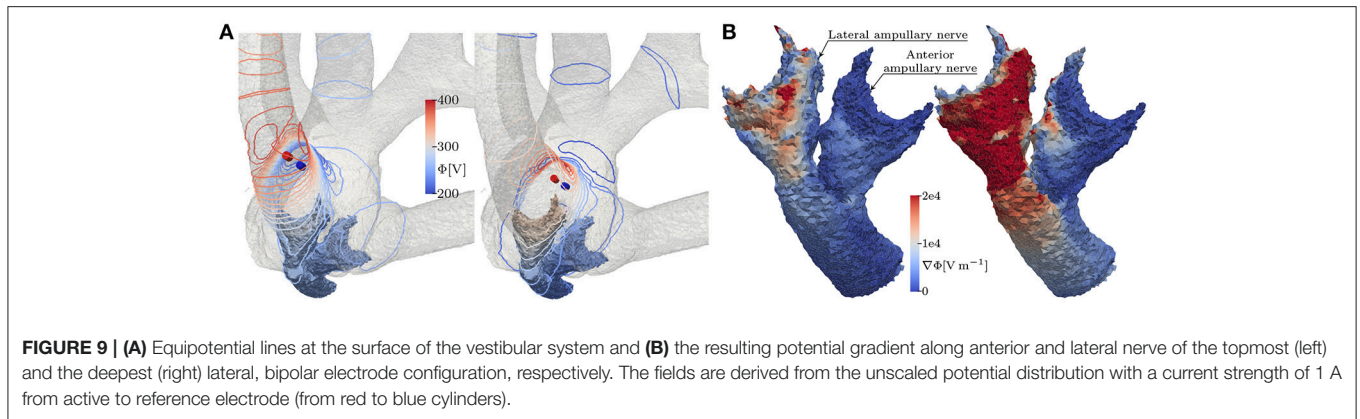 A
B
Lateral ampullary nerve
Anterior
ampullary nerve
400
300
Φ[V]
200
2e4
1e4
∇Φ[V m⁻¹]
0
FIGURE 9 | (A) Equipotential lines at the surface of the vestibular system and (B) the resulting potential gradient along anterior and lateral nerve of the topmost (left)
and the deepest (right) lateral, bipolar electrode configuration, respectively. The fields are derived from the unscaled potential distribution with a current strength of 1 A
from active to reference electrode (from red to blue cylinders).